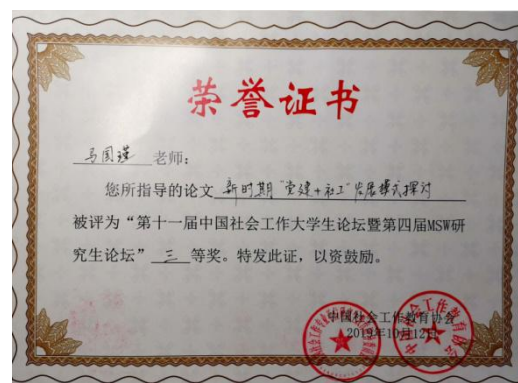 荣誉证书
马国瑾 老师：
您所指导的论文 新时期“党建+社工”发展模式探讨
被评为“第十一届中国社会工作大学生论坛暨第四届MSW研
究生论坛” 三 等奖。特发此证，以资鼓励。
中国社会工作教育协会
2019年10月12日